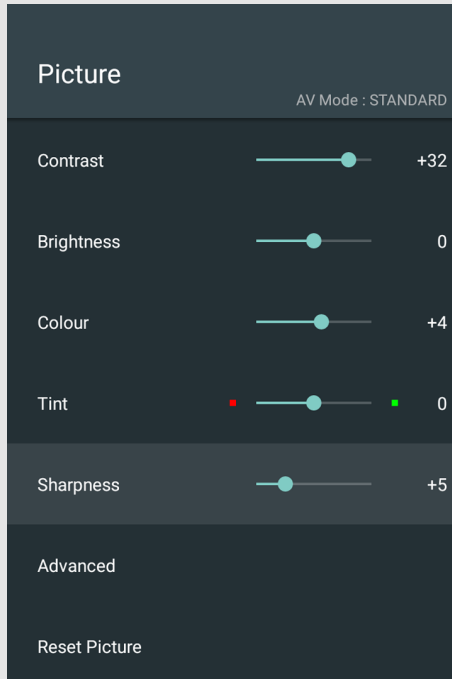 Picture
AV Mode : STANDARD
Contrast +32
Brightness 0
Colour +4
Tint 0
Sharpness +5
Advanced
Reset Picture